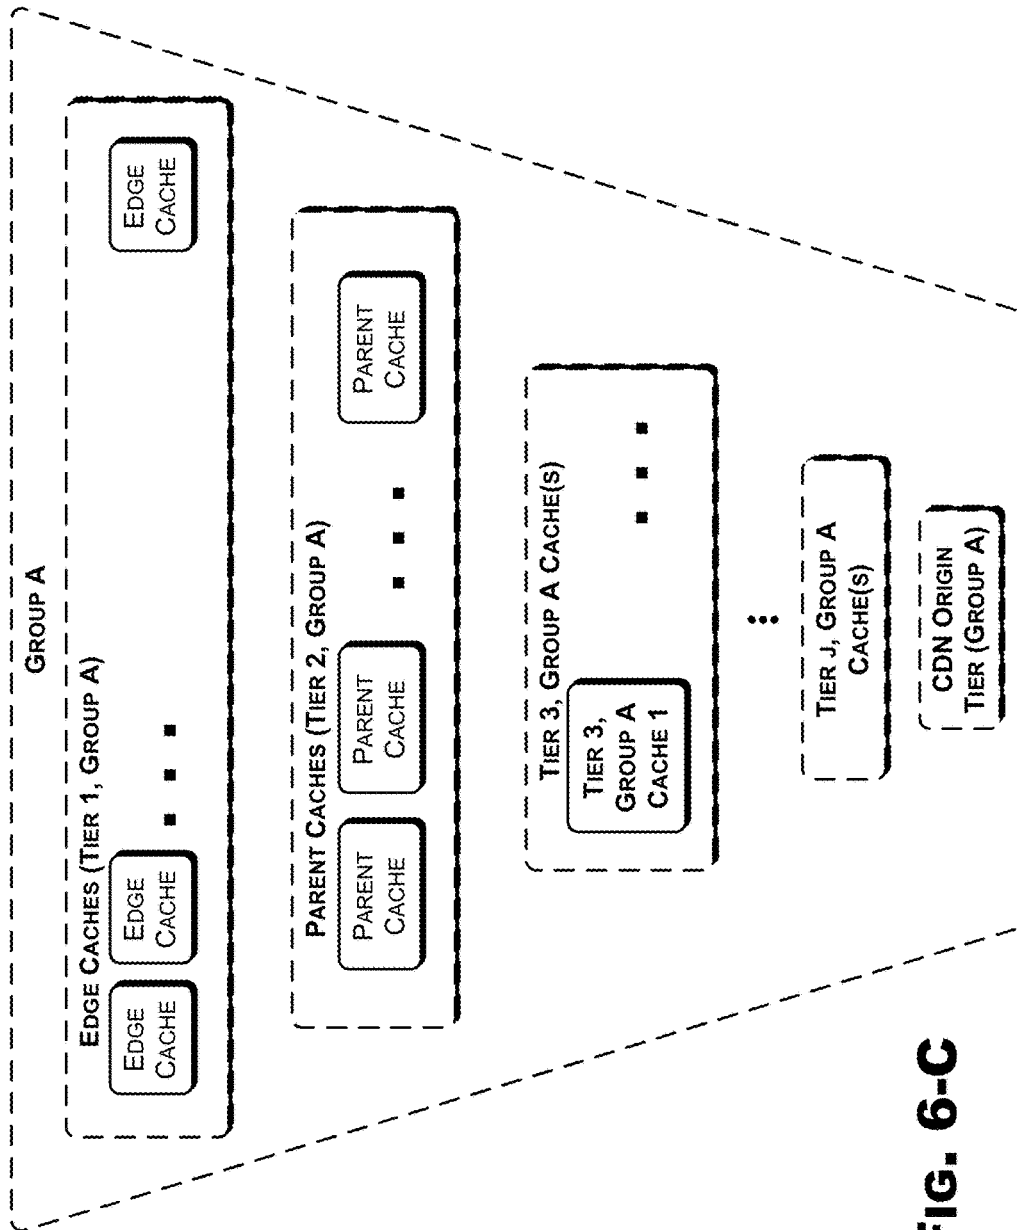 GROUP A
EDGE CACHES (TIER 1, GROUP A)
EDGE
CACHE
EDGE
CACHE
EDGE
CACHE
PARENT CACHES (TIER 2, GROUP A)
PARENT
CACHE
PARENT
CACHE
PARENT
CACHE
TIER 3, GROUP A CACHE(S)
TIER 3,
GROUP A
CACHE 1
TIER J, GROUP A
CACHE(S)
CDN ORIGIN
TIER (GROUP A)
FIG. 6-C